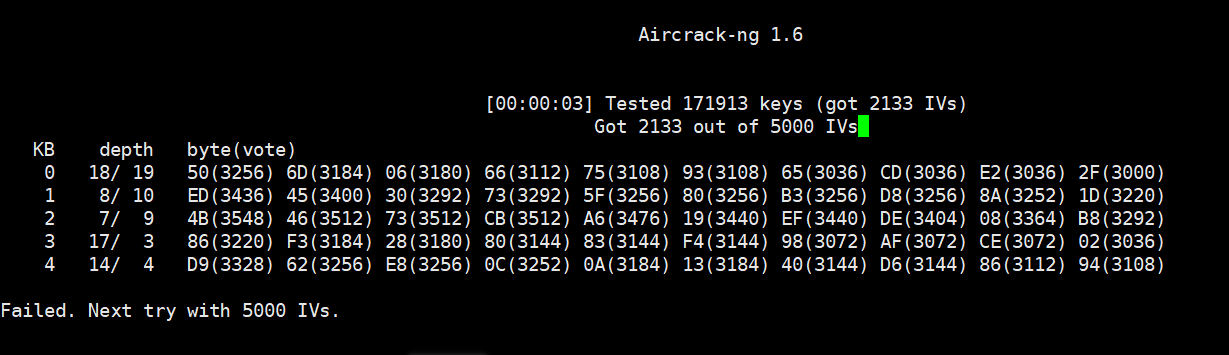 Aircrack-ng 1.6
[00:00:03] Tested 171913 keys (got 2133 IVs)
Got 2133 out of 5000 IVs
KB depth byte(vote)
0 18/ 19 50(3256) 6D(3184) 06(3180) 66(3112) 75(3108) 93(3108) 65(3036) CD(3036) E2(3036) 2F(3000)
1 8/ 10 ED(3436) 45(3400) 30(3292) 73(3292) 5F(3256) 80(3256) B3(3256) D8(3256) 8A(3252) 1D(3220)
2 7/ 9 4B(3548) 46(3512) 73(3512) CB(3512) A6(3476) 19(3440) EF(3440) DE(3404) 08(3364) B8(3292)
3 17/ 3 86(3220) F3(3184) 28(3180) 80(3144) 83(3144) F4(3144) 98(3072) AF(3072) CE(3072) 02(3036)
4 14/ 4 D9(3328) 62(3256) E8(3256) 0C(3252) 0A(3184) 13(3184) 40(3144) D6(3144) 86(3112) 94(3108)
Failed. Next try with 5000 IVs.